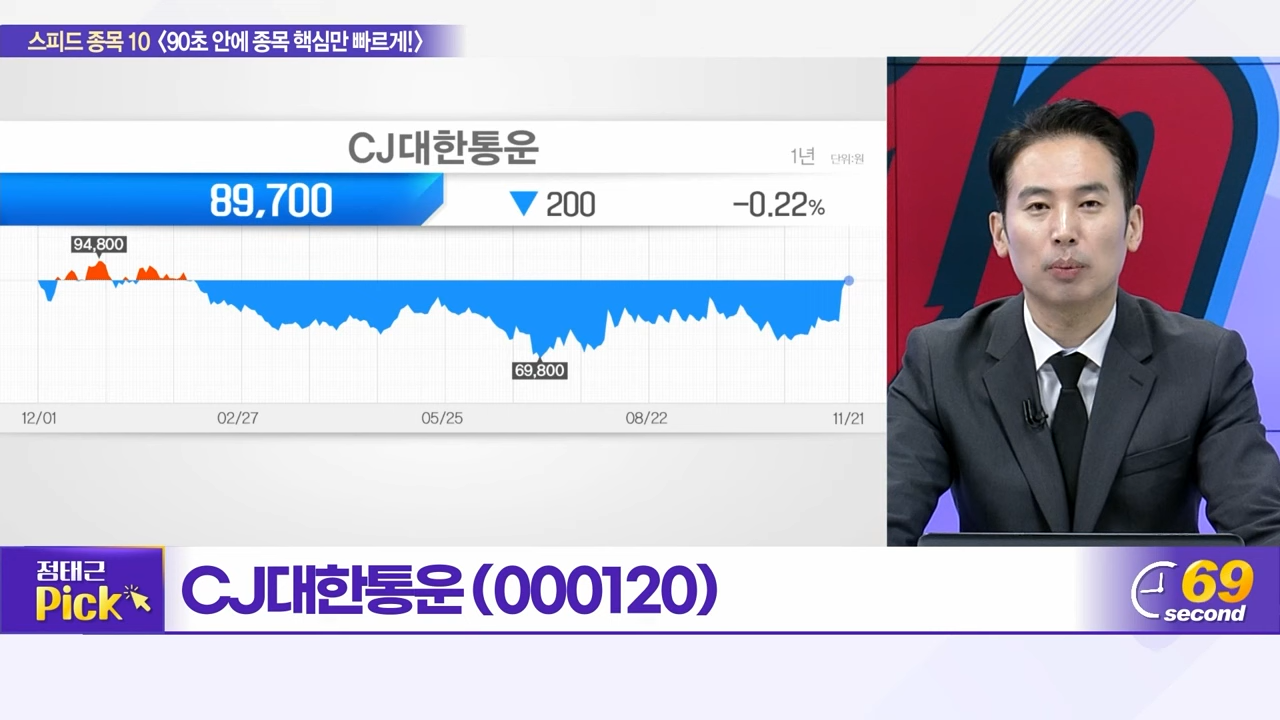 스피드 종목 10 <90초 안에 종목 핵심만 빠르게!>
CJ대한통운
1년 단위:원
89,700 ▼ 200 -0.22%
94,800
69,800
12/01 02/27 05/25 08/22 11/21
점태근
Pick
CJ대한통운 (000120)
69
second